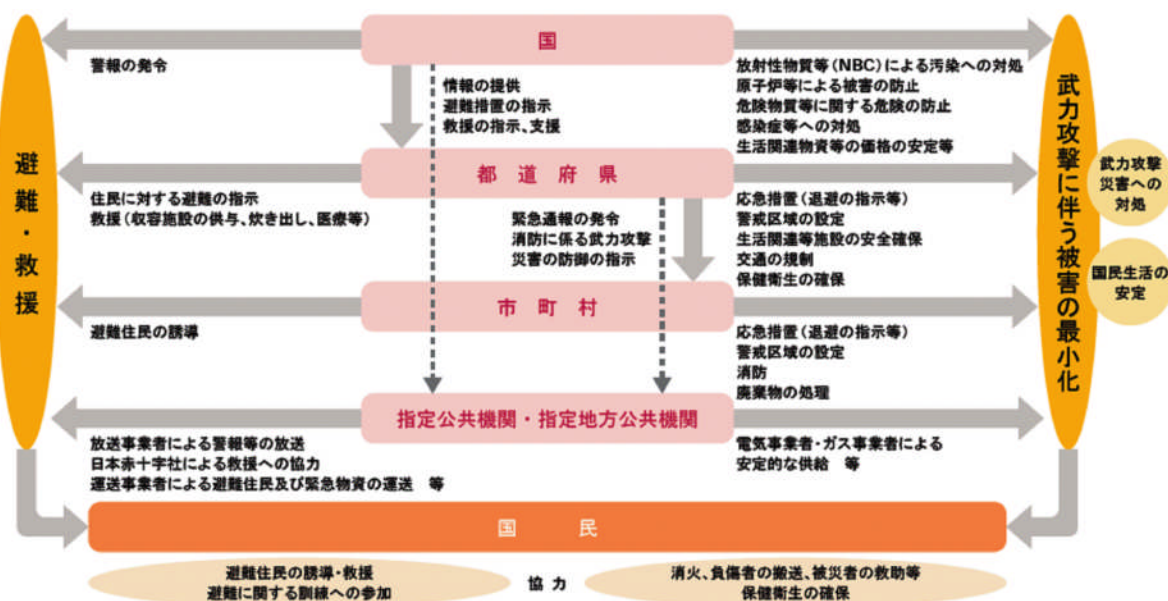 国
警報の発令
情報の提供
避難措置の指示
救援の指示、支援
放射性物質等(NBC)による汚染への対処
原子炉等による被害の防止
危険物質等に関する危険の防止
感染症等への対処
生活関連物資等の価格の安定等
避難・救援
都道府県
住民に対する避難の指示
救援(収容施設の供与、炊き出し、医療等)
緊急通報の発令
消防に係る武力攻撃
災害の防御の指示
応急措置(退避の指示等)
警戒区域の設定
生活関連等施設の安全確保
交通の規制
保健衛生の確保
武力攻撃に伴う被害の最小化
武力攻撃
災害への
対処
国民生活の
安定
市町村
避難住民の誘導
応急措置(退避の指示等)
警戒区域の設定
消防
廃棄物の処理
指定公共機関・指定地方公共機関
放送事業者による警報等の放送
日本赤十字社による救援への協力
運送事業者による避難住民及び緊急物資の運送 等
電気事業者・ガス事業者による
安定的な供給 等
国 民
避難住民の誘導・救援
避難に関する訓練への参加
協力
消火、負傷者の搬送、被災者の救助等
保健衛生の確保